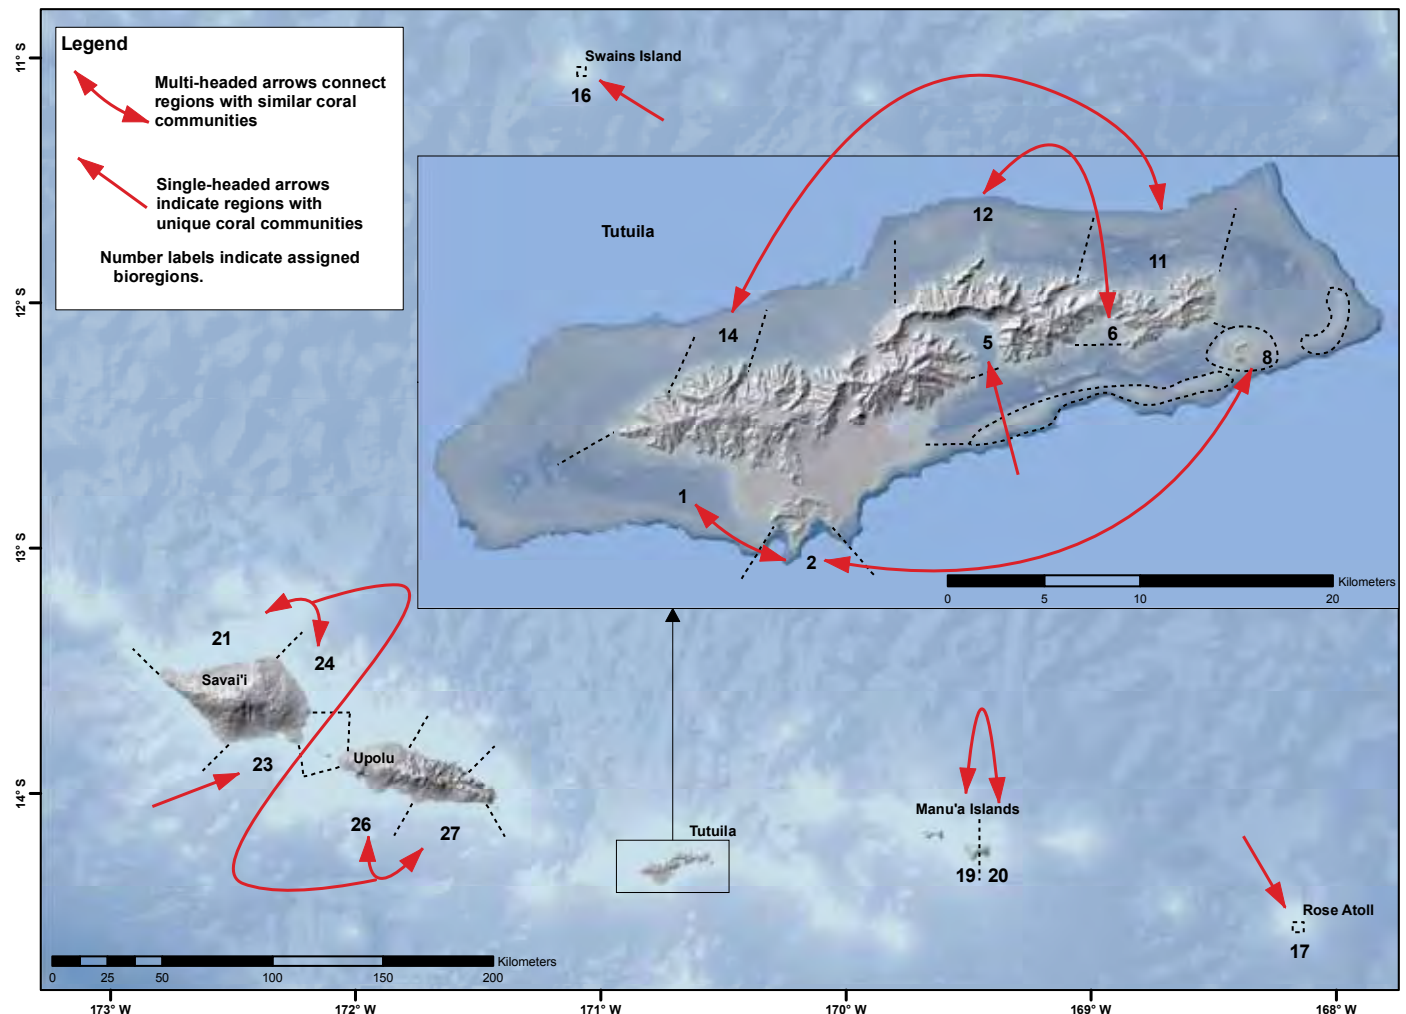 Legend
Multi-headed arrows connect
regions with similar coral
communities
Single-headed arrows
indicate regions with
unique coral communities
Number labels indicate assigned
bioregions.
11° S
12° S
13° S
14° S
Swains Island
16
Tutuila
12
11
14
5
6
8
1
2
Kilometers
0 5 10 20
21
24
Savai'i
23
Upolu
26
27
Tutuila
Manu'a Islands
19 20
Rose Atoll
17
Kilometers
0 25 50 100 150 200
173° W 172° W 171° W 170° W 169° W 168° W